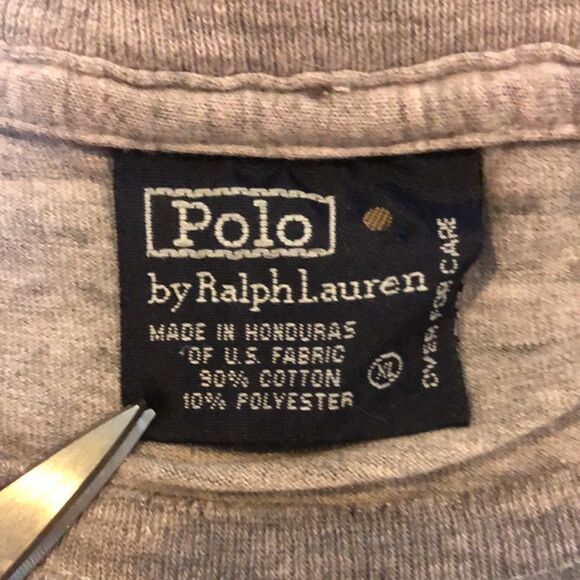 Polo
by Ralph Lauren
MADE IN HONDURAS
OF U.S. FABRIC
90% COTTON
10% POLYESTER
XL
OVER FOR CARE